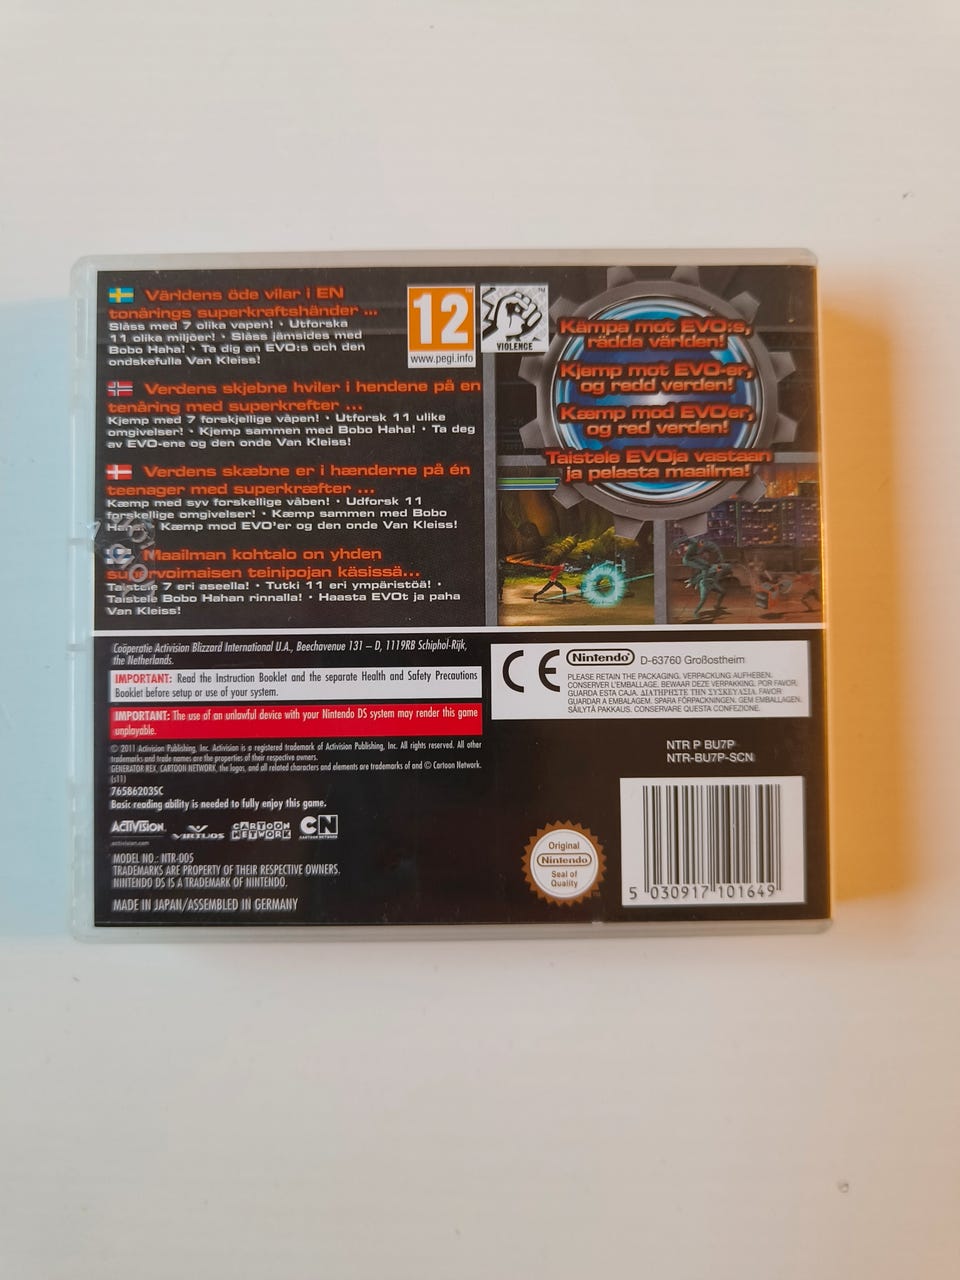 Världens öde vilar i EN
tonårings superkraftshänder ...
Slåss med 7 olika vapen! • Utforska
11 olika miljöer! • Slåss jämsides med
Bobo Haha! • Ta dig an EVO:s och den
ondskefulla Van Kleiss!
Verdens skjebne hviler i hendene på en
tenåring med superkrefter ...
Kjemp med 7 forskjellige våpen! • Utforsk 11 ulike
omgivelser! • Kjemp sammen med Bobo Haha! • Ta deg
av EVO-ene og den onde Van Kleiss!
Verdens skæbne er i hænderne på én
teenager med superkræfter ...
Kæmp med syv forskellige våben! • Udforsk 11
forskellige omgivelser! • Kæmp sammen med Bobo
Haha! • Kæmp mod EVO'er og den onde Van Kleiss!
Maailman kohtalo on yhden
supervoimaisen teinipojan käsissä...
Taistele 7 eri aseella! • Tutki 11 eri ympäristöä! •
Taistele Bobo Hahan rinnalla! • Haasta EVOt ja paha
Van Kleiss!
12
www.pegi.info
VIOLENCE
Kämpa mot EVO:s,
rädda världen!
Kjemp mot EVO-er,
og redd verden!
Kæmp mod EVO'er,
og red verden!
Taistele EVOja vastaan
ja pelasta maailma!
Coöperatie Activision Blizzard International U.A., Beechavenue 131 – D, 1119RB Schiphol-Rijk,
the Netherlands.
IMPORTANT: Read the Instruction Booklet and the separate Health and Safety Precautions
Booklet before setup or use of your system.
IMPORTANT: The use of an unlawful device with your Nintendo DS system may render this game
unplayable.
© 2011 Activision Publishing, Inc. Activision is a registered trademark of Activision Publishing, Inc. All rights reserved. All other
trademarks and trade names are the properties of their respective owners.
GENERATOR REX, CARTOON NETWORK, the logos, and all related characters and elements are trademarks of and © Cartoon Network.
(s11)
76586203SC
Basic reading ability is needed to fully enjoy this game.
ACTIVISION.
activision.com
VIRTUOS
CARTOON
NETWORK
CN
CARTOON NETWORK
MODEL NO.: NTR-005
TRADEMARKS ARE PROPERTY OF THEIR RESPECTIVE OWNERS.
NINTENDO DS IS A TRADEMARK OF NINTENDO.
MADE IN JAPAN/ASSEMBLED IN GERMANY
CE
Nintendo
D-63760 Großostheim
PLEASE RETAIN THE PACKAGING. VERPACKUNG AUFHEBEN.
CONSERVER L'EMBALLAGE. BEWAAR DEZE VERPAKKING. POR FAVOR,
GUARDA ESTA CAJA. ΔΙΑΤΗΡΗΣΤΕ ΤΗΝ ΣΥΣΚΕΥΑΣΙΑ. FAVOR
GUARDAR A EMBALAGEM. SPARA FÖRPACKNINGEN. GEM EMBALLAGEN.
SÄILYTÄ PAKKAUS. CONSERVARE QUESTA CONFEZIONE.
NTR P BU7P
NTR-BU7P-SCN
Original
Nintendo
Seal of
Quality
5 030917 101649